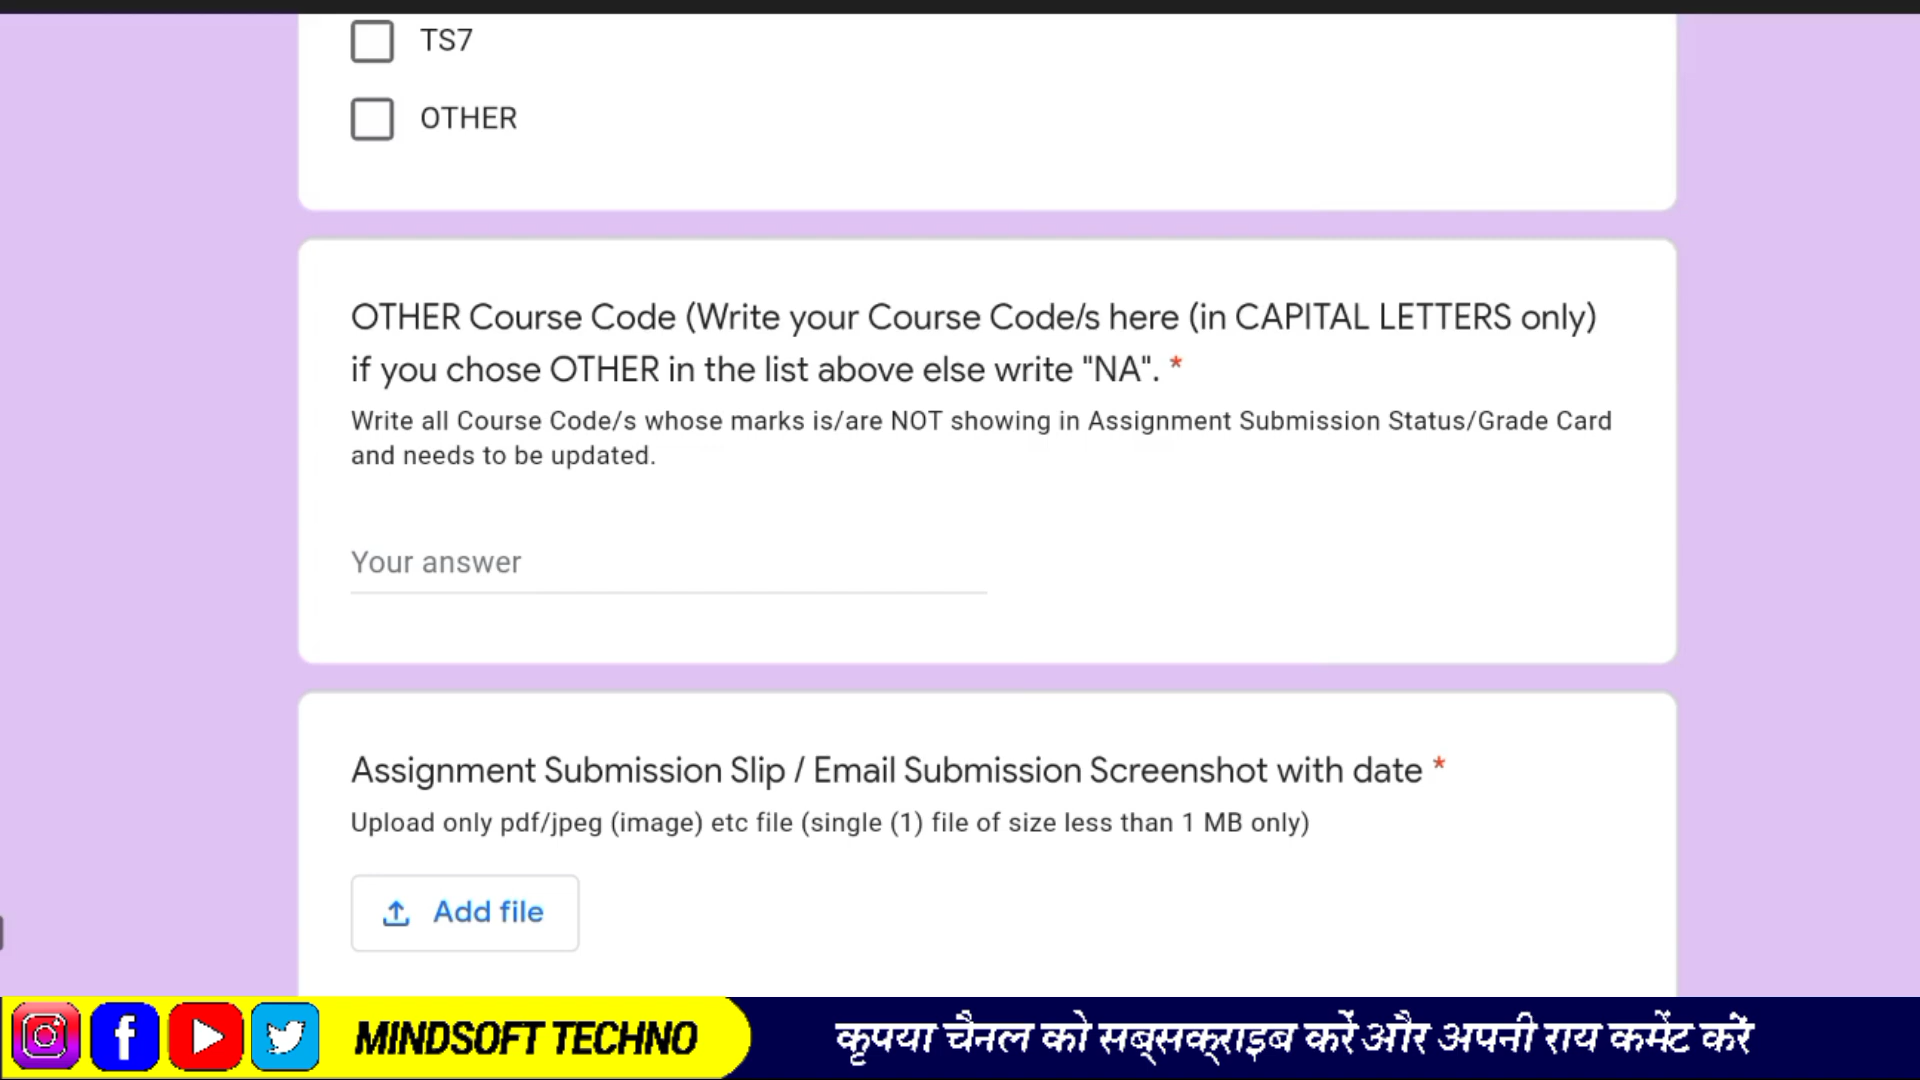 TS7
OTHER
OTHER Course Code (Write your Course Code/s here (in CAPITAL LETTERS only)
if you chose OTHER in the list above else write "NA". *
Write all Course Code/s whose marks is/are NOT showing in Assignment Submission Status/Grade Card
and needs to be updated.
Your answer
Assignment Submission Slip / Email Submission Screenshot with date *
Upload only pdf/jpeg (image) etc file (single (1) file of size less than 1 MB only)
Add file
MINDSOFT TECHNO
कृपया चैनल को सब्सक्राइब करें और अपनी राय कमेंट करें